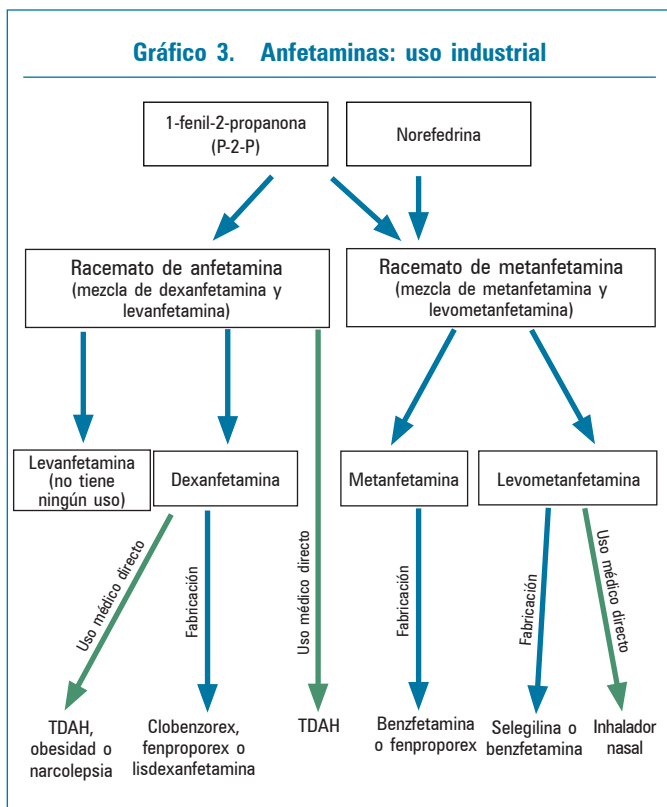 Gráfico 3. Anfetaminas: uso industrial
1-fenil-2-propanona
(P-2-P)
Norefedrina
Racemato de anfetamina
(mezcla de dexanfetamina y
levanfetamina)
Racemato de metanfetamina
(mezcla de metanfetamina y
levometanfetamina)
Levanfetamina
(no tiene
ningún uso)
Dexanfetamina
Metanfetamina
Levometanfetamina
Uso médico directo
Fabricación
Uso médico directo
Fabricación
Fabricación
Uso médico directo
TDAH,
obesidad o
narcolepsia
Clobenzorex,
fenproporex o
lisdexanfetamina
TDAH
Benzfetamina
o fenproporex
Selegilina o
benzfetamina
Inhalador
nasal